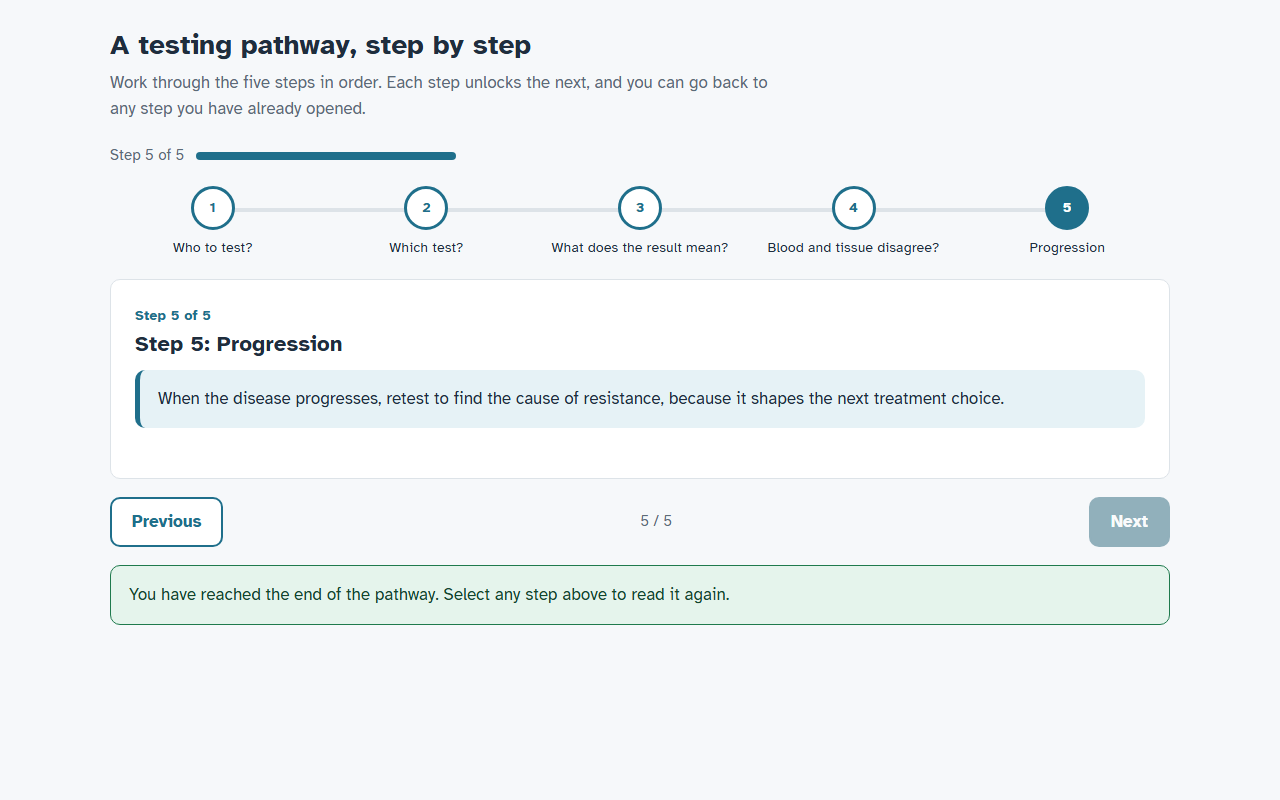 A testing pathway, step by step
Work through the five steps in order. Each step unlocks the next, and you can go back to
any step you have already opened.
Step 5 of 5
1
2
3
4
5
Who to test?
Which test?
What does the result mean?
Blood and tissue disagree?
Progression
Step 5 of 5
Step 5: Progression
When the disease progresses, retest to find the cause of resistance, because it shapes the next treatment choice.
Previous
5 / 5
Next
You have reached the end of the pathway. Select any step above to read it again.